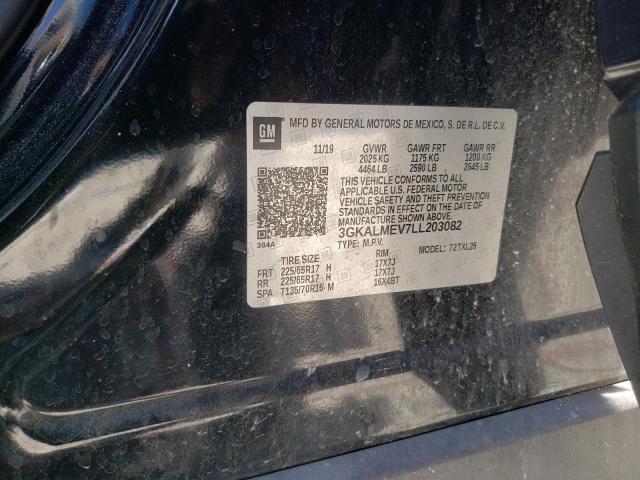 GM
MFD BY GENERAL MOTORS DE MEXICO, S. DE R.L. DE C.V.
11/19 GVWR GAWR FRT GAWR RR
2025 KG 1175 KG 1200 KG
4464 LB 2590 LB 2645 LB
THIS VEHICLE CONFORMS TO ALL
APPLICABLE U.S. FEDERAL MOTOR
VEHICLE SAFETY AND THEFT PREVENTION
STANDARDS IN EFFECT ON THE DATE OF
MANUFACTURE SHOWN ABOVE.
384A
3GKALMEV7LL203082
TYPE: M.P.V. MODEL: 72TXL26
TIRE SIZE RIM
FRT 225/65R17 H 17X7J
RR 225/65R17 H 17X7J
SPA T135/70R16 M 16X4BT